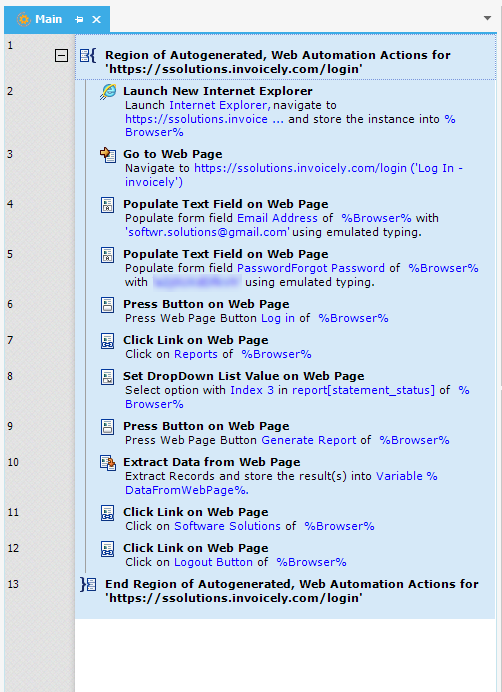 Main
1
Region of Autogenerated, Web Automation Actions for
'https://ssolutions.invoicely.com/login'
2
Launch New Internet Explorer
Launch Internet Explorer, navigate to
https://ssolutions.invoice ... and store the instance into %
Browser%
3
Go to Web Page
Navigate to https://ssolutions.invoicely.com/login ('Log In -
invoicely')
4
Populate Text Field on Web Page
Populate form field Email Address of %Browser% with
'softwr.solutions@gmail.com' using emulated typing.
5
Populate Text Field on Web Page
Populate form field PasswordForgot Password of %Browser%
with using emulated typing.
6
Press Button on Web Page
Press Web Page Button Log in of %Browser%
7
Click Link on Web Page
Click on Reports of %Browser%
8
Set DropDown List Value on Web Page
Select option with Index 3 in report[statement_status] of %
Browser%
9
Press Button on Web Page
Press Web Page Button Generate Report of %Browser%
10
Extract Data from Web Page
Extract Records and store the result(s) into Variable %
DataFromWebPage%.
11
Click Link on Web Page
Click on Software Solutions of %Browser%
12
Click Link on Web Page
Click on Logout Button of %Browser%
13
End Region of Autogenerated, Web Automation Actions for
'https://ssolutions.invoicely.com/login'